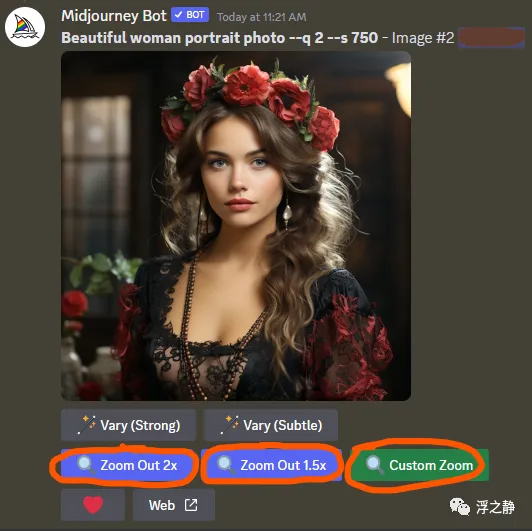 Midjourney Bot ✓ BOT Today at 11:21 AM
Beautiful woman portrait photo --q 2 --s 750 - Image #2
Vary (Strong) Vary (Subtle)
Zoom Out 2x Zoom Out 1.5x Custom Zoom
Web
浮之静